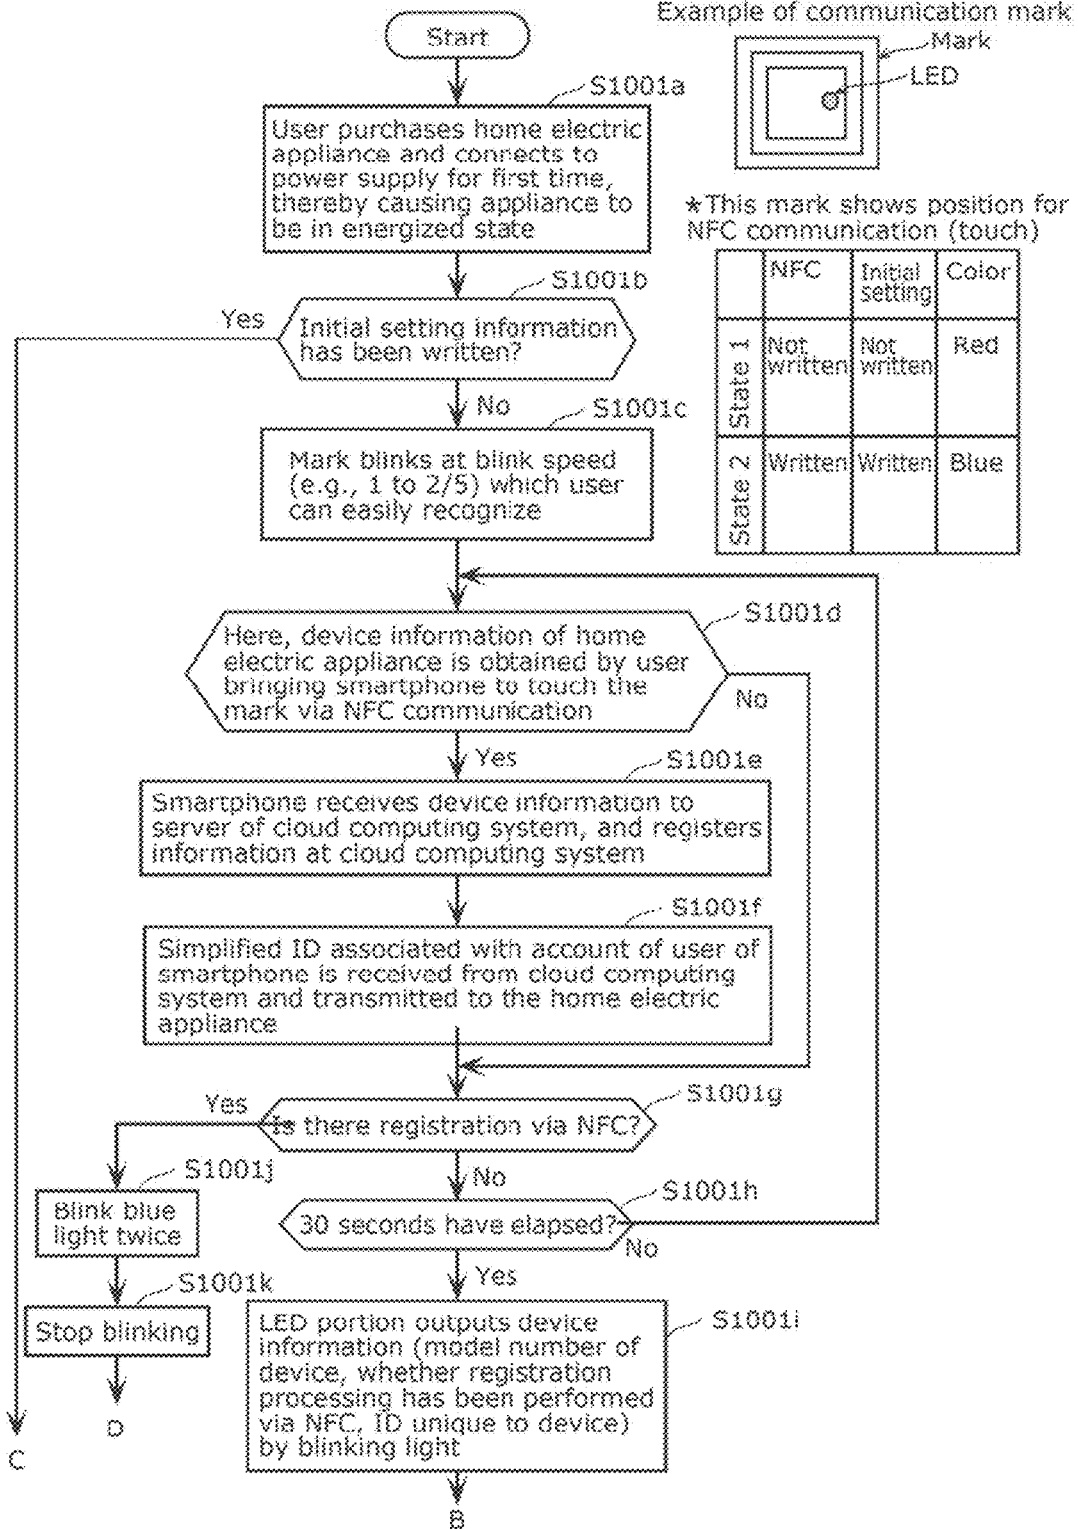 Start
S1001a
User purchases home electric
appliance and connects to
power supply for first time,
thereby causing appliance to
be in energized state
S1001b
Yes
Initial setting information
has been written?
No
S1001c
Mark blinks at blink speed
(e.g., 1 to 2/5) which user
can easily recognize
S1001d
Here, device information of home
electric appliance is obtained by user
bringing smartphone to touch the
mark via NFC communication
No
Yes
S1001e
Smartphone receives device information to
server of cloud computing system, and registers
information at cloud computing system
S1001f
Simplified ID associated with account of user of
smartphone is received from cloud computing
system and transmitted to the home electric
appliance
S1001g
Yes
Is there registration via NFC?
No
S1001j
Blink blue
light twice
S1001h
30 seconds have elapsed?
No
Yes
S1001k
Stop blinking
S1001i
LED portion outputs device
information (model number of
device, whether registration
processing has been performed
via NFC, ID unique to device)
by blinking light
D
C
B
Example of communication mark
Mark
LED
★This mark shows position for
NFC communication (touch)
NFC
Initial
setting
Color
State 1
Not
written
Not
written
Red
State 2
Written
Written
Blue